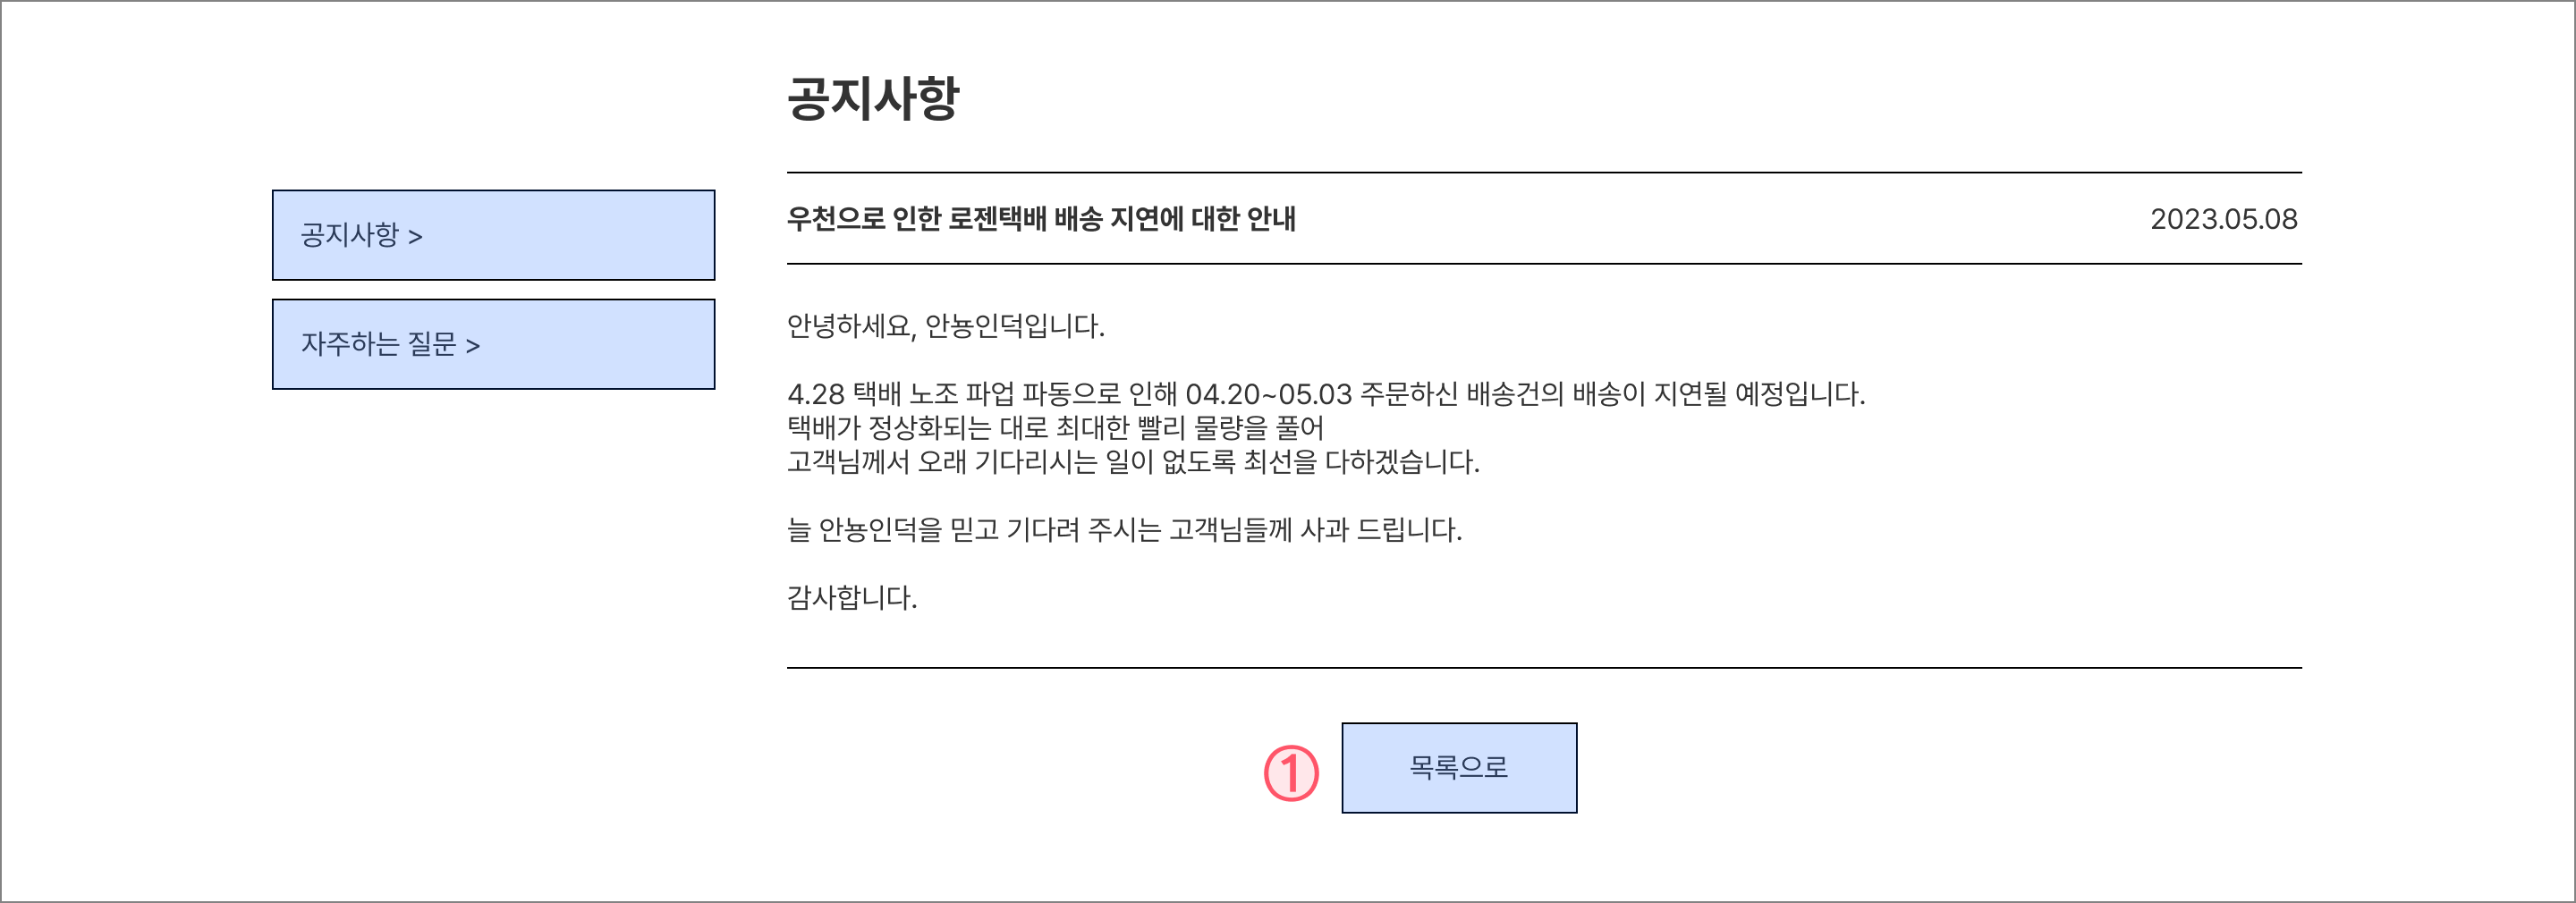 공지사항
공지사항 >
자주하는 질문 >
우천으로 인한 로젠택배 배송 지연에 대한 안내 2023.05.08
안녕하세요, 안뇽인덕입니다.
4.28 택배 노조 파업 파동으로 인해 04.20~05.03 주문하신 배송건의 배송이 지연될 예정입니다.
택배가 정상화되는 대로 최대한 빨리 물량을 풀어
고객님께서 오래 기다리시는 일이 없도록 최선을 다하겠습니다.
늘 안뇽인덕을 믿고 기다려 주시는 고객님들께 사과 드립니다.
감사합니다.
① 목록으로